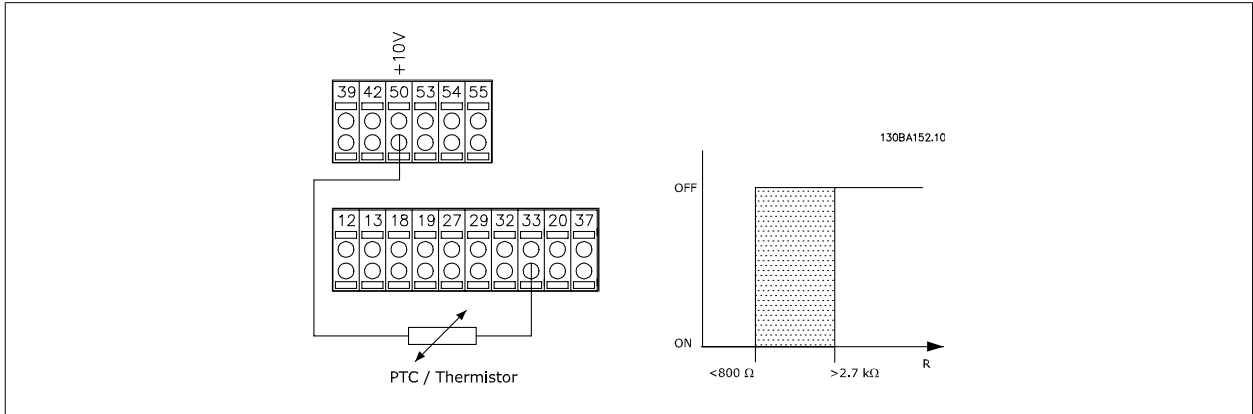 +10V
39 42 50 53 54 55
12 13 18 19 27 29 32 33 20 37
PTC / Thermistor
130BA152.10
OFF
ON
<800 Ω
>2.7 kΩ
R